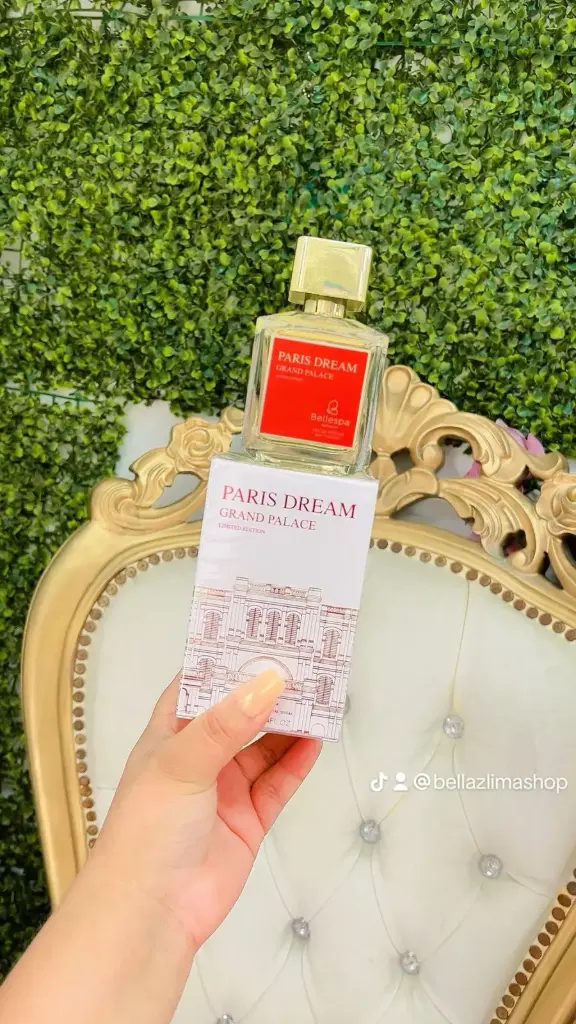 PARIS DREAM
GRAND PALACE
Bellespa
PARIS DREAM
GRAND PALACE
LIMITED EDITION
@bellazlimashop